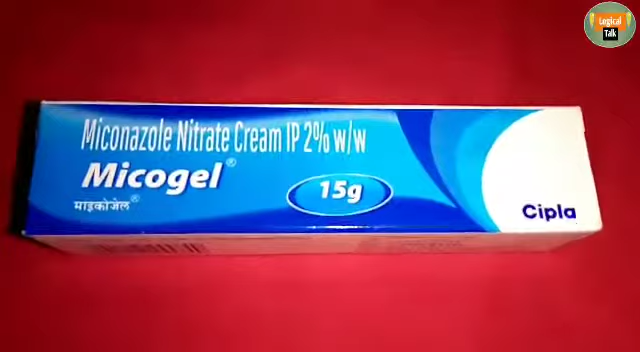 Logical
Talk
Miconazole Nitrate Cream IP 2% w/w
Micogel®
माइकोजेल®
15g
Cipla